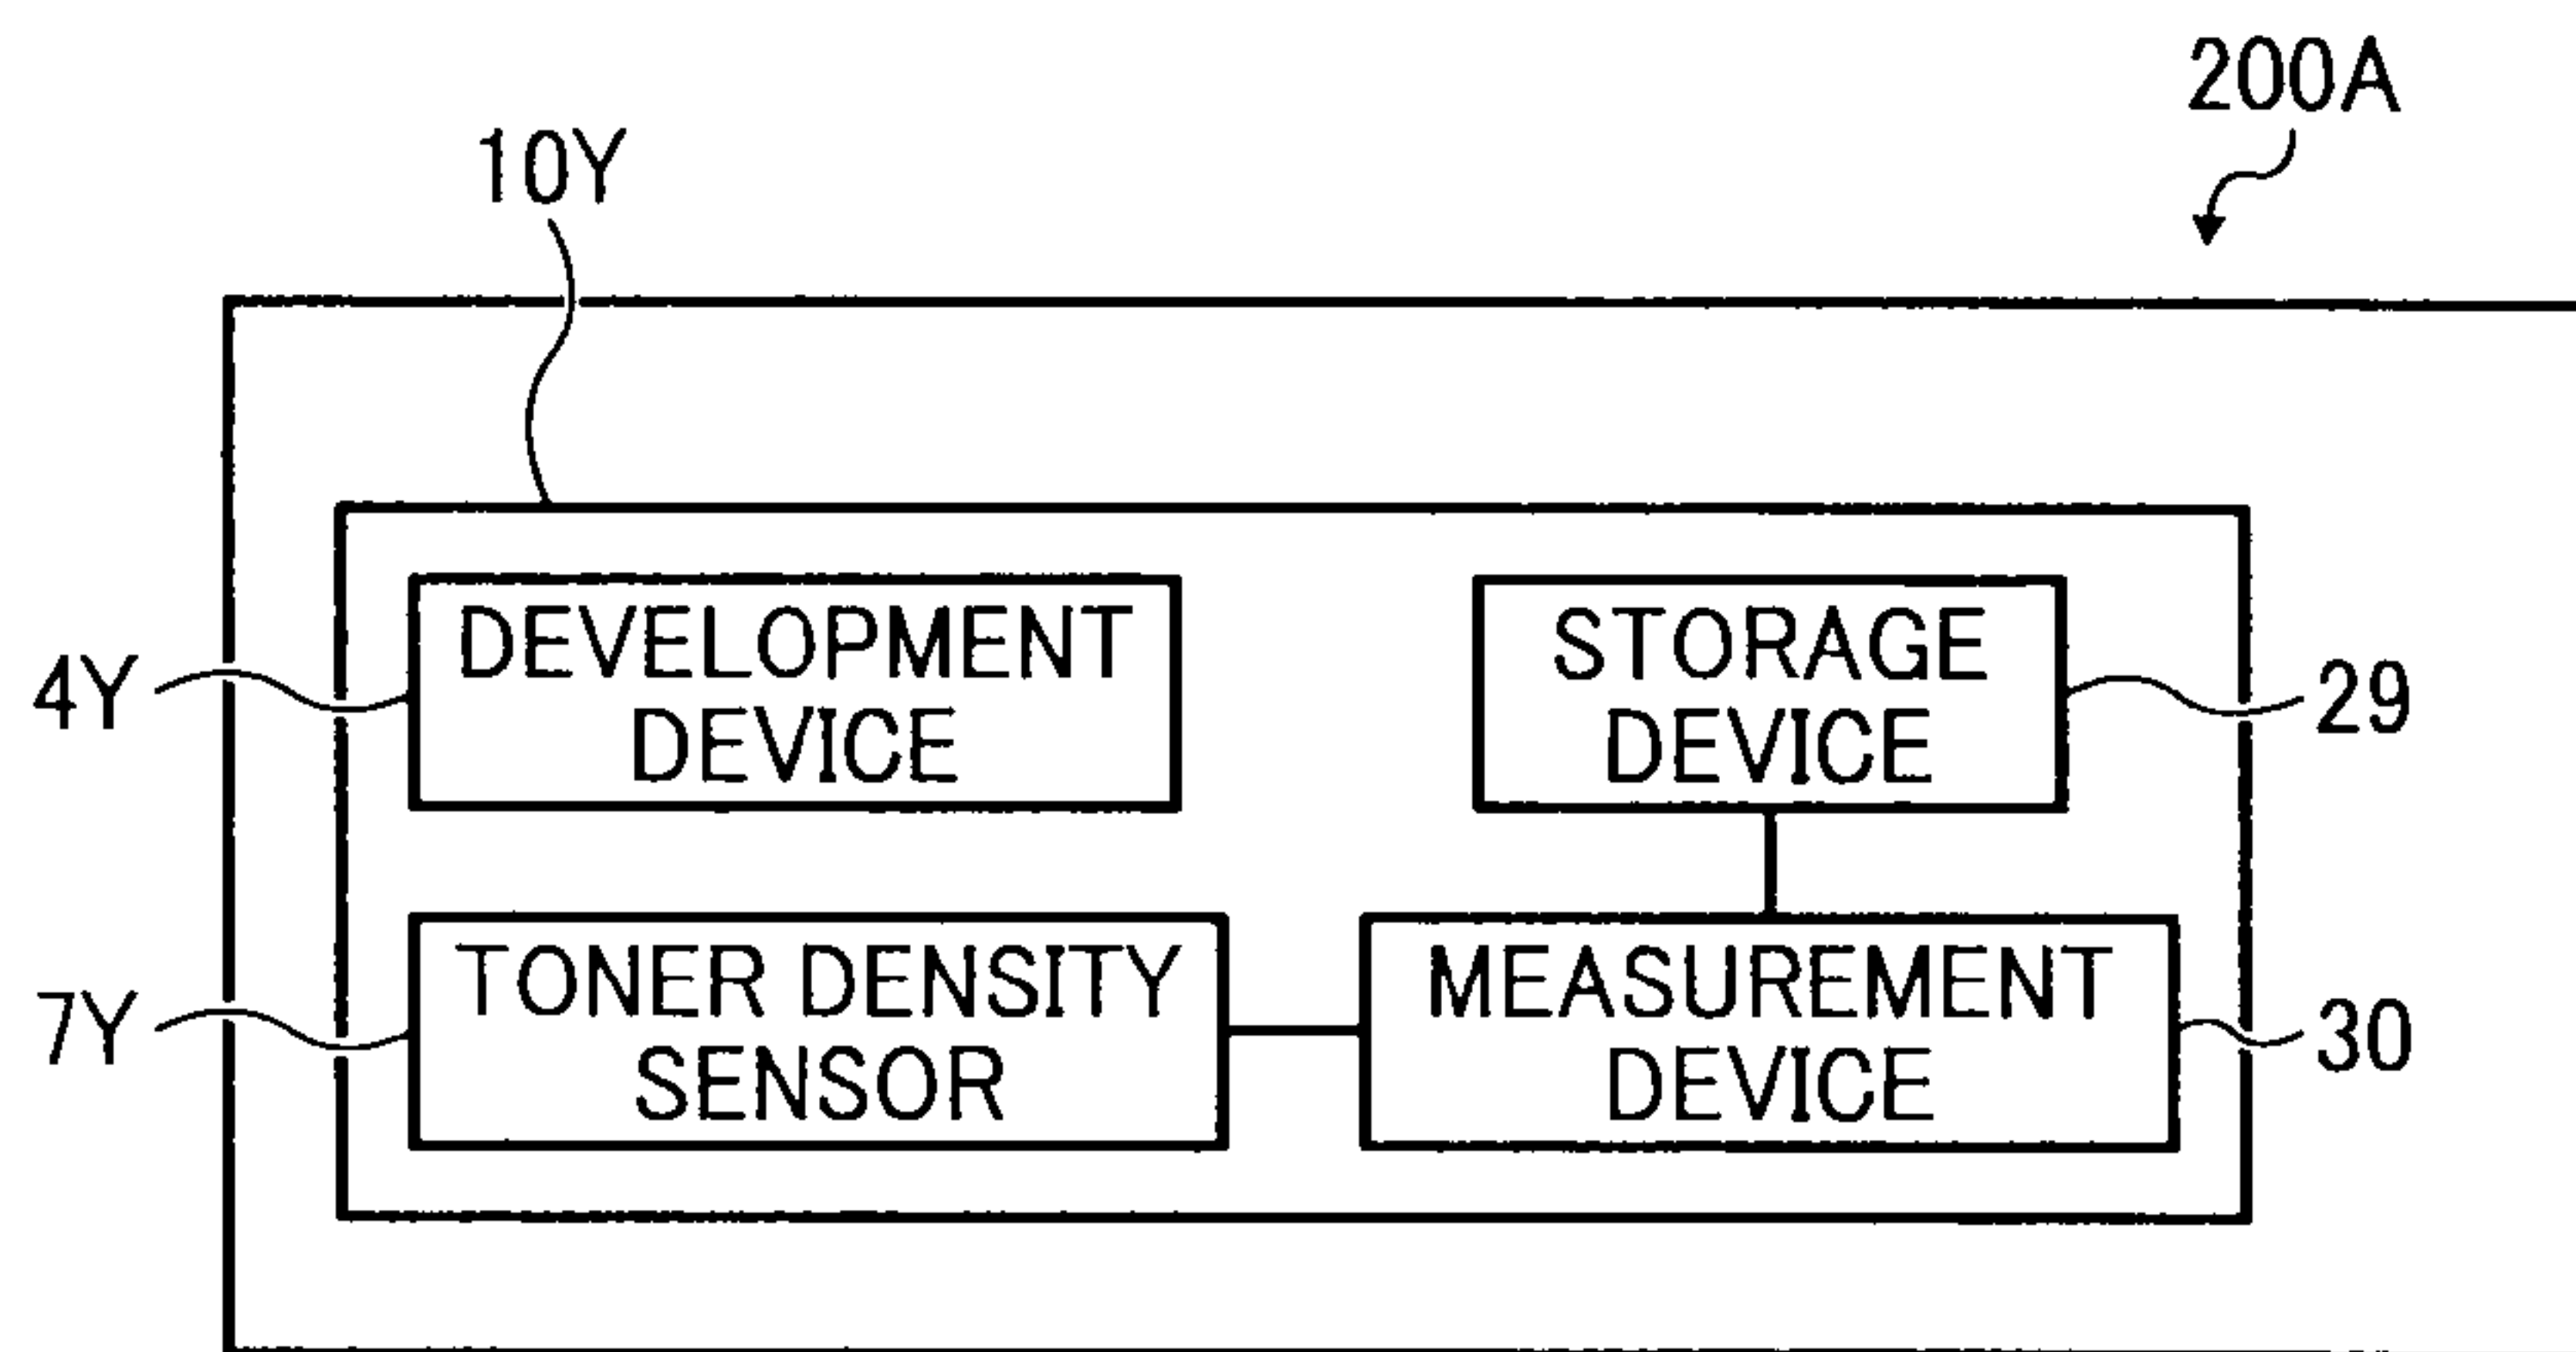 200A
10Y
4Y
DEVELOPMENT
DEVICE
STORAGE
DEVICE
29
7Y
TONER DENSITY
SENSOR
MEASUREMENT
DEVICE
30